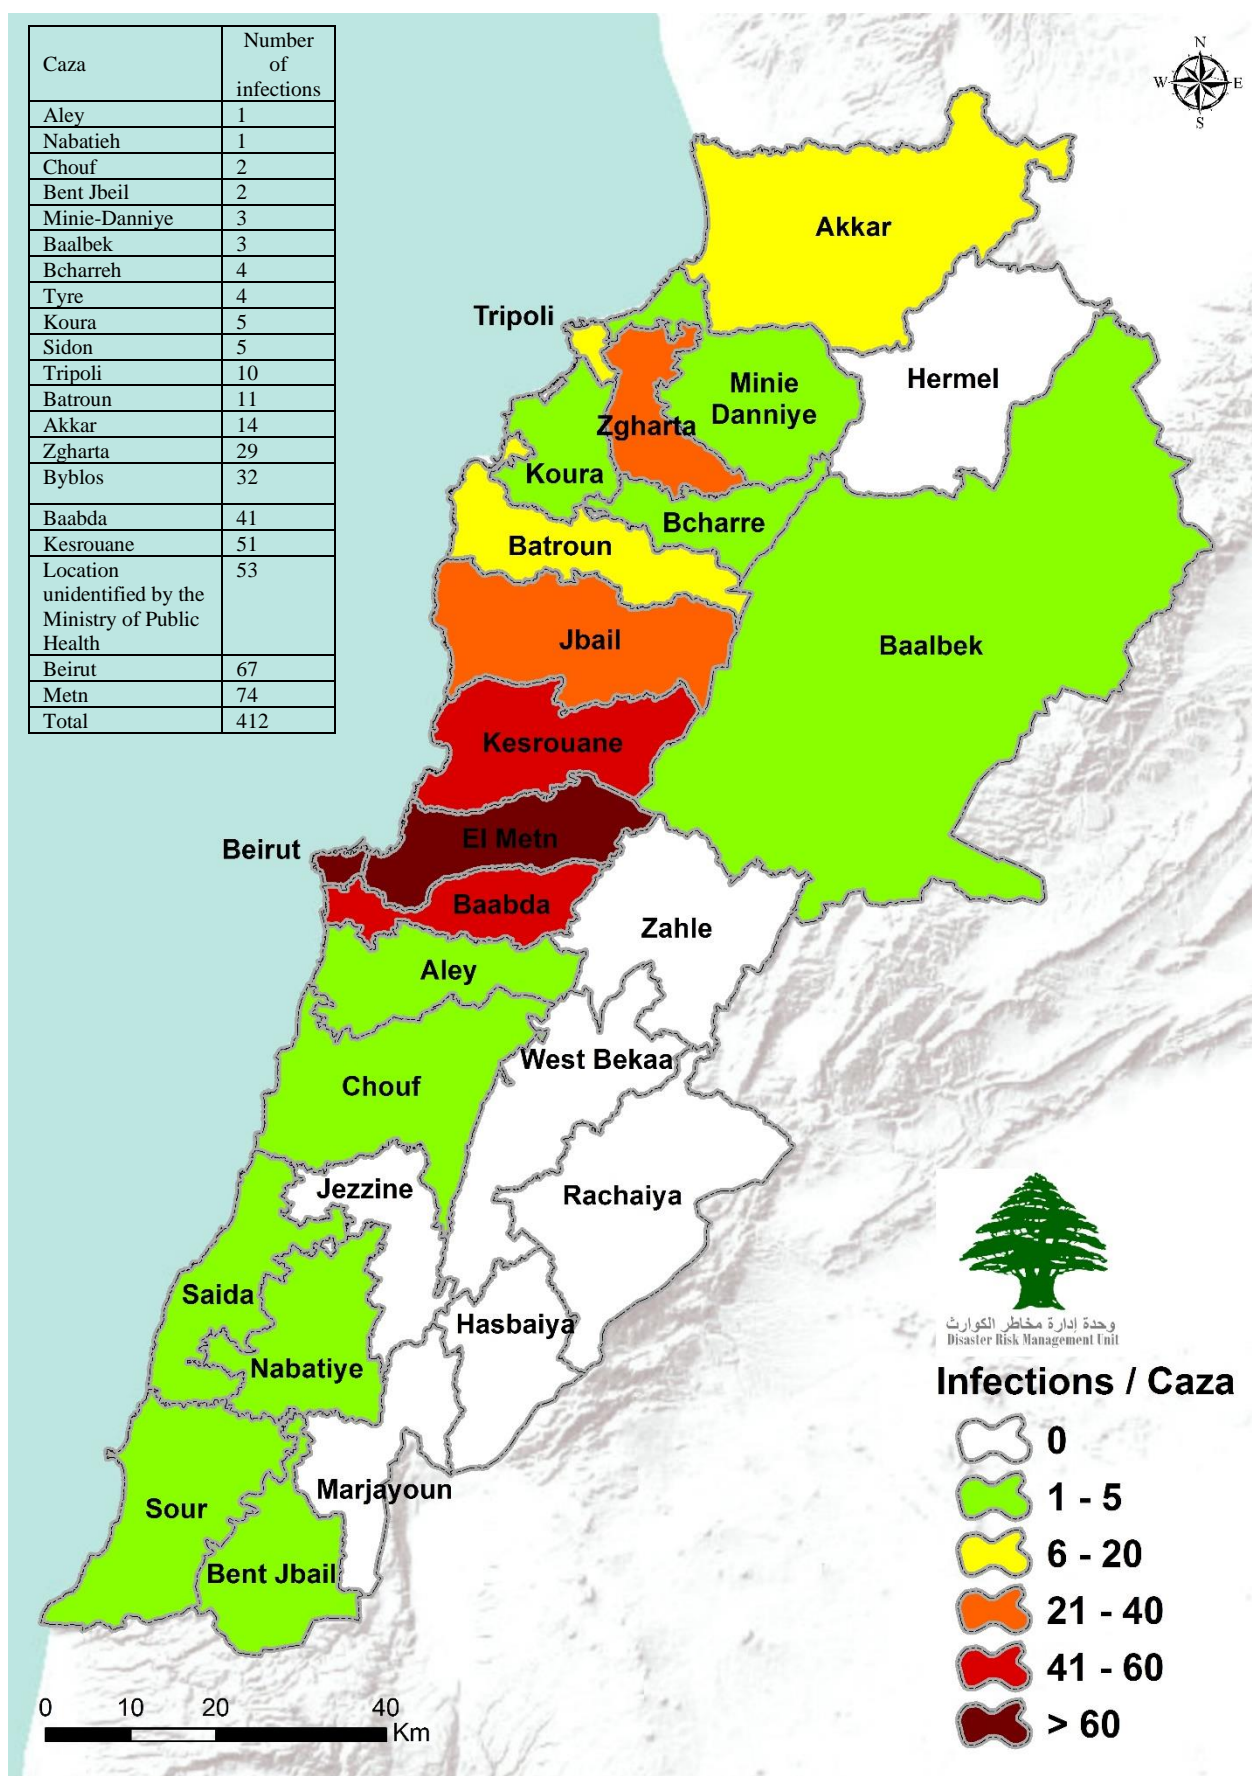 Caza
Number
of
infections
Aley 1
Nabatieh 1
Chouf 2
Bent Jbeil 2
Minie-Danniye 3
Baalbek 3
Bcharreh 4
Tyre 4
Koura 5
Sidon 5
Tripoli 10
Batroun 11
Akkar 14
Zgharta 29
Byblos 32
Baabda 41
Kesrouane 51
Location 53
unidentified by the
Ministry of Public
Health
Beirut 67
Metn 74
Total 412
N
W E
S
Akkar
Tripoli
Hermel
Minie
Danniye
Zgharta
Koura
Bcharre
Batroun
Jbail
Baalbek
Kesrouane
El Metn
Beirut
Baabda
Zahle
Aley
West Bekaa
Chouf
Jezzine
Rachaiya
Saida
Hasbaiya
Nabatiye
Marjayoun
Sour
Bent Jbail
وحدة إدارة مخاطر الكوارث
Disaster Risk Management Unit
Infections / Caza
0
1 - 5
6 - 20
21 - 40
41 - 60
> 60
0 10 20 40
Km